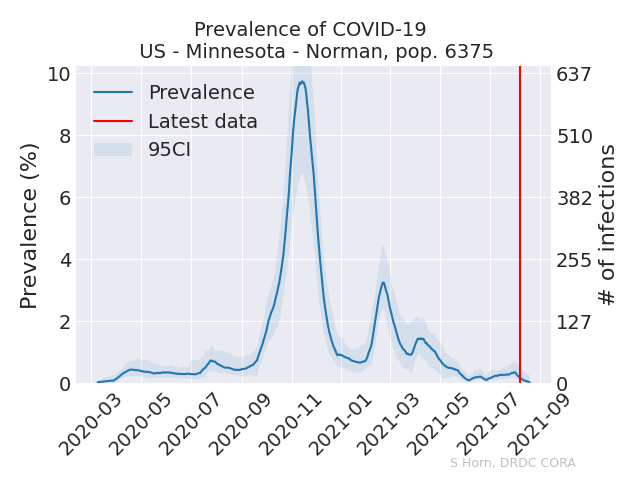 Prevalence of COVID-19
US - Minnesota - Norman, pop. 6375
Prevalence (%)
10
8
6
4
2
0
Prevalence
Latest data
95CI
637
510
382
255
127
0
# of infections
2020-03
2020-05
2020-07
2020-09
2020-11
2021-01
2021-03
2021-05
2021-07
2021-09
S Horn, DRDC CORA